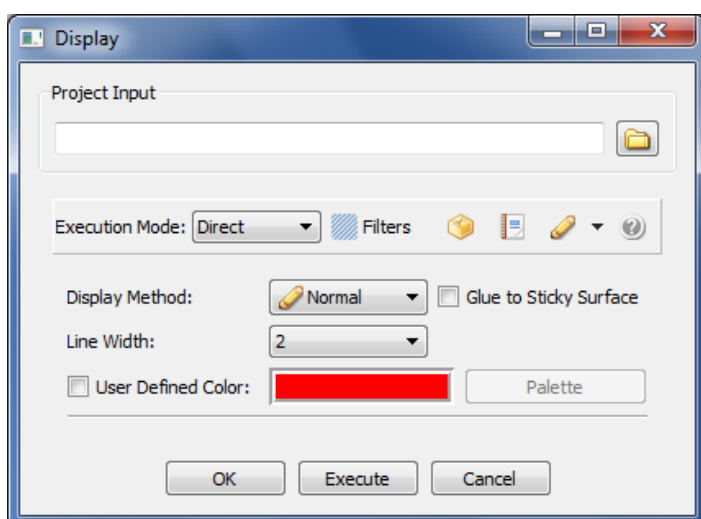 Display
Project Input
Execution Mode: Direct Filters
Display Method: Normal Glue to Sticky Surface
Line Width: 2
User Defined Color: Palette
OK Execute Cancel